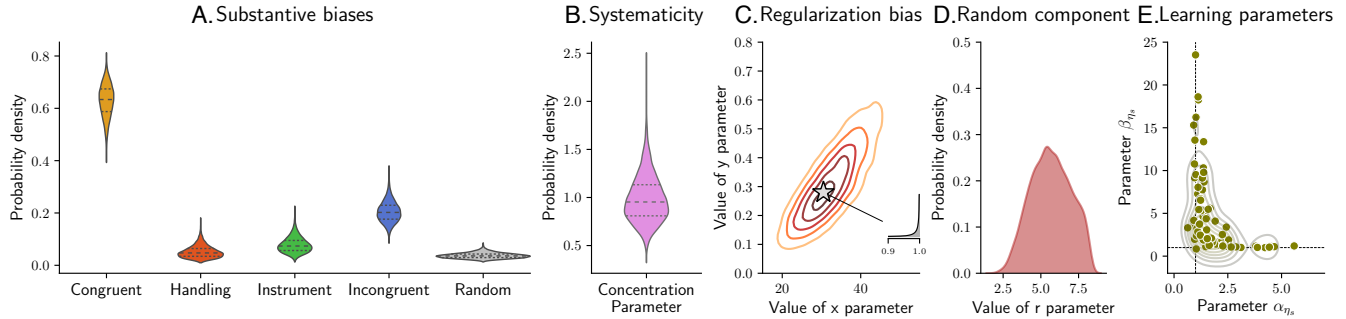 A. Substantive biases
Probability density
0.8
0.6
0.4
0.2
0.0
Congruent
Handling
Instrument
Incongruent
Random
B. Systematicity
Probability density
2.5
2.0
1.5
1.0
0.5
Concentration
Parameter
C. Regularization bias
Value of y parameter
0.8
0.7
0.6
0.5
0.4
0.3
0.2
0.1
0.0
20
40
0.9
1.0
Value of x parameter
D. Random component
Probability density
0.5
0.4
0.3
0.2
0.1
0.0
2.5
5.0
7.5
Value of r parameter
E. Learning parameters
Parameter β_{η_s}
25
20
15
10
5
0
0.0
2.5
5.0
Parameter α_{η_s}